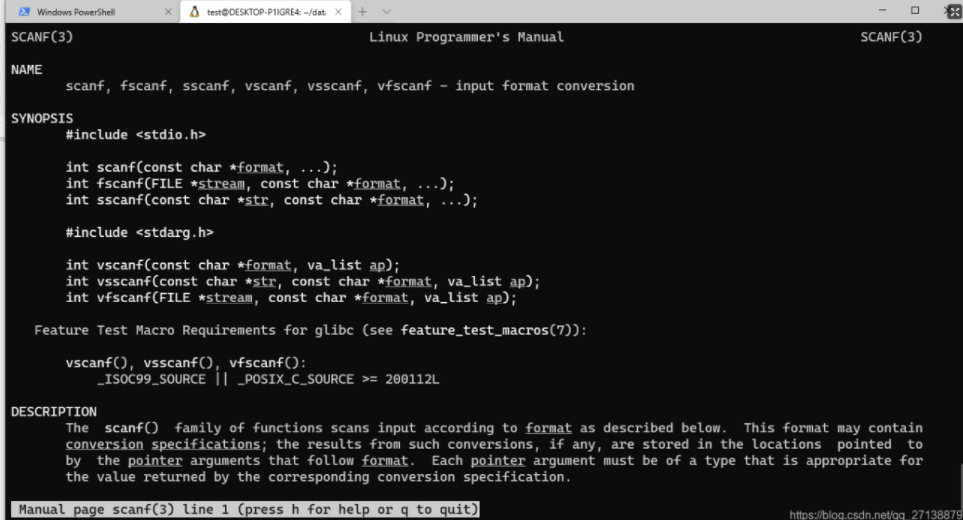 Windows PowerShell
test@DESKTOP-P1IGRE4: ~/dat
SCANF(3) Linux Programmer's Manual SCANF(3)
NAME
scanf, fscanf, sscanf, vscanf, vsscanf, vfscanf - input format conversion
SYNOPSIS
#include <stdio.h>
int scanf(const char *format, ...);
int fscanf(FILE *stream, const char *format, ...);
int sscanf(const char *str, const char *format, ...);
#include <stdarg.h>
int vscanf(const char *format, va_list ap);
int vsscanf(const char *str, const char *format, va_list ap);
int vfscanf(FILE *stream, const char *format, va_list ap);
Feature Test Macro Requirements for glibc (see feature_test_macros(7)):
vscanf(), vsscanf(), vfscanf():
_ISOC99_SOURCE || _POSIX_C_SOURCE >= 200112L
DESCRIPTION
The scanf() family of functions scans input according to format as described below. This format may contain
conversion specifications; the results from such conversions, if any, are stored in the locations pointed to
by the pointer arguments that follow format. Each pointer argument must be of a type that is appropriate for
the value returned by the corresponding conversion specification.
Manual page scanf(3) line 1 (press h for help or q to quit)
https://blog.csdn.net/qq_27138879